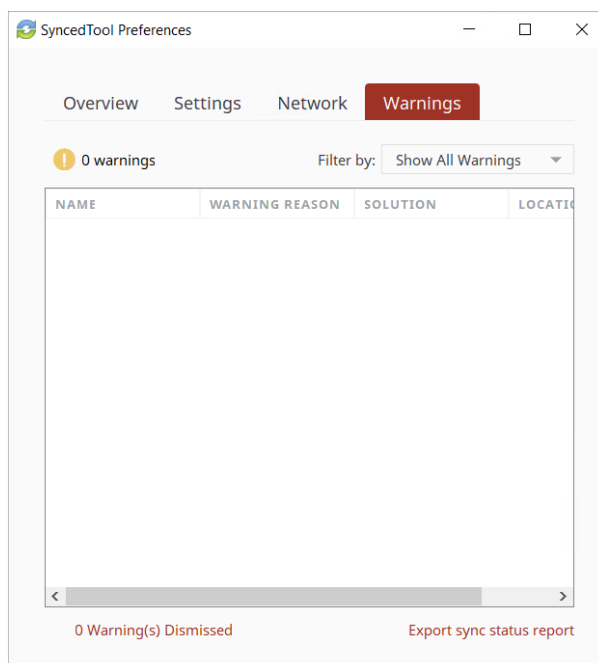 SyncedTool Preferences
Overview Settings Network Warnings
0 warnings Filter by: Show All Warnings
NAME WARNING REASON SOLUTION LOCATIO
0 Warning(s) Dismissed Export sync status report